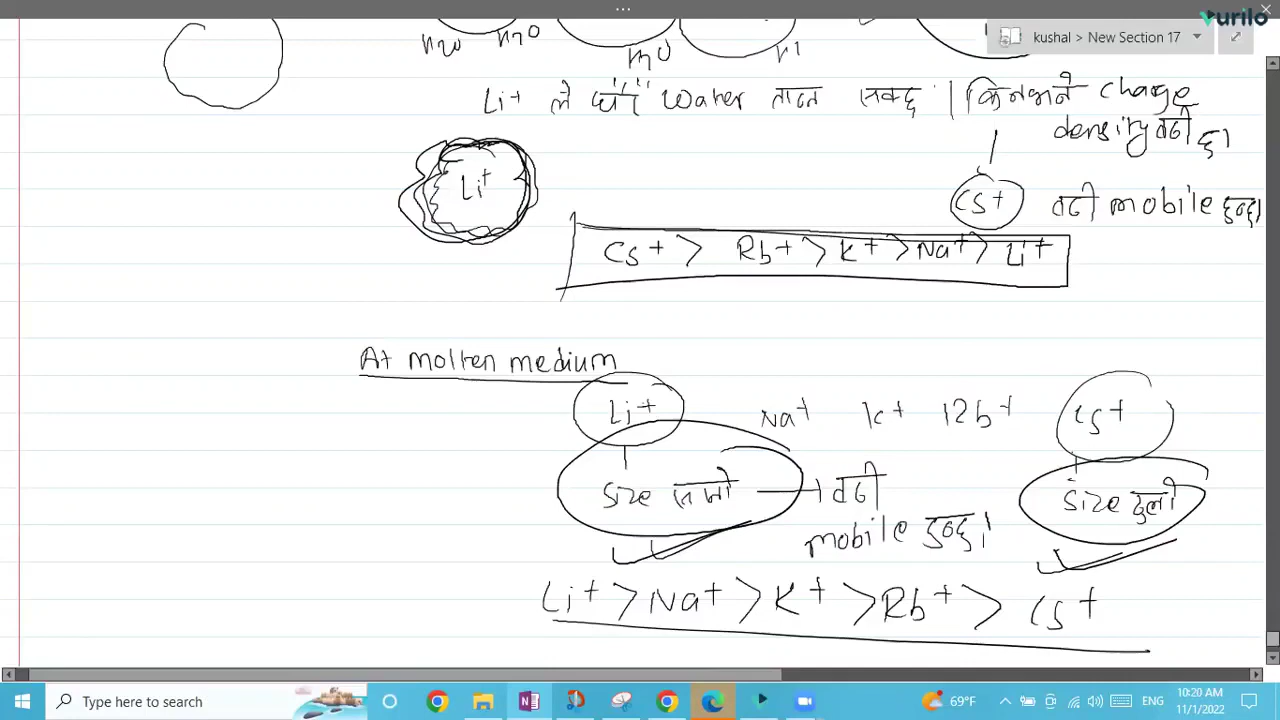 ...
yurilo
kushal > New Section 17
H₂O H₂O H₂O
Li+ ले धेरै water तान्न सक्छ | किनभने charge
density बढी छ।
Li+
Cs+ बढी mobile हुन्छ।
Cs+ > Rb+ > K+ > Na+ > Li+
At molten medium
Li+ Na+ K+ Rb+ Cs+
size सानो → बढी size ठूलो
mobile हुन्छ।
Li+ > Na+ > K+ > Rb+ > Cs+
Type here to search
69°F
ENG
10:20 AM
11/1/2022